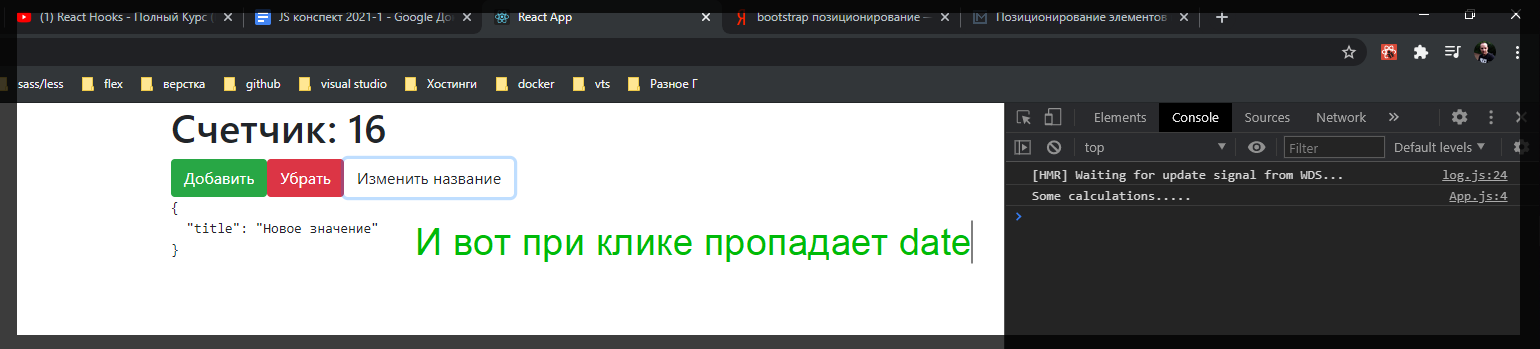 (1) React Hooks - Полный Курс (
JS конспект 2021-1 - Google До
React App
bootstrap позиционирование —
Позиционирование элементов
sass/less
flex
верстка
github
visual studio
Хостинги
docker
vts
Разное Г
Счетчик: 16
Добавить
Убрать
Изменить название
{
"title": "Новое значение"
}
И вот при клике пропадает date
Elements
Console
Sources
Network
top
Filter
Default levels
[HMR] Waiting for update signal from WDS...
log.js:24
Some calculations.....
App.js:4